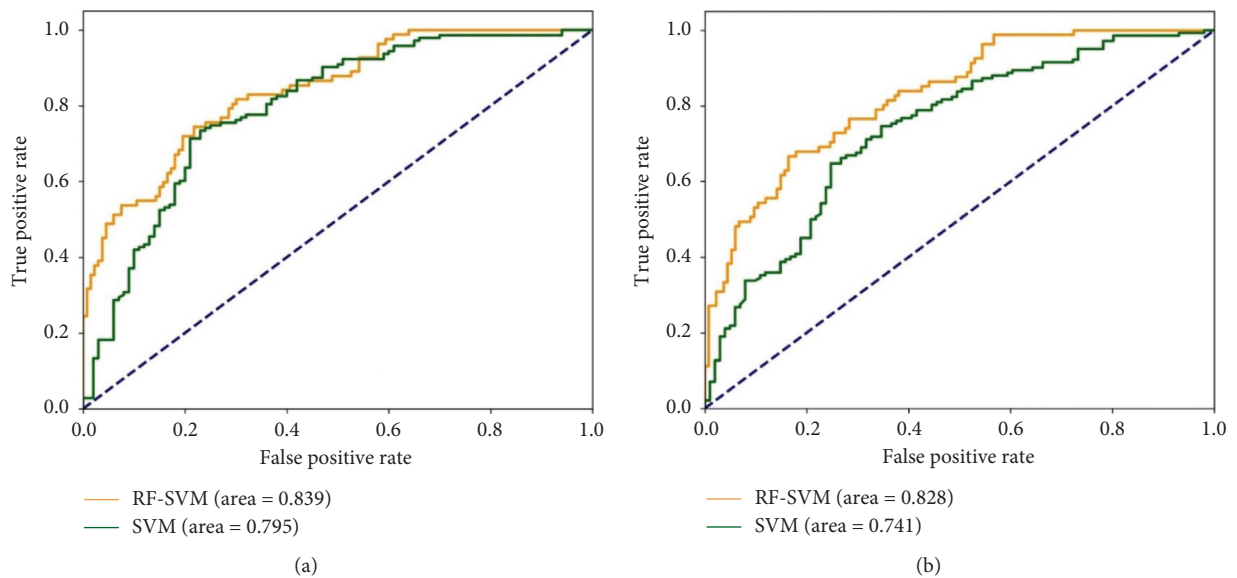 1.0
0.8
0.6
0.4
0.2
0.0
True positive rate
0.0 0.2 0.4 0.6 0.8 1.0
False positive rate
RF-SVM (area = 0.839)
SVM (area = 0.795)
(a)
1.0
0.8
0.6
0.4
0.2
0.0
True positive rate
0.0 0.2 0.4 0.6 0.8 1.0
False positive rate
RF-SVM (area = 0.828)
SVM (area = 0.741)
(b)